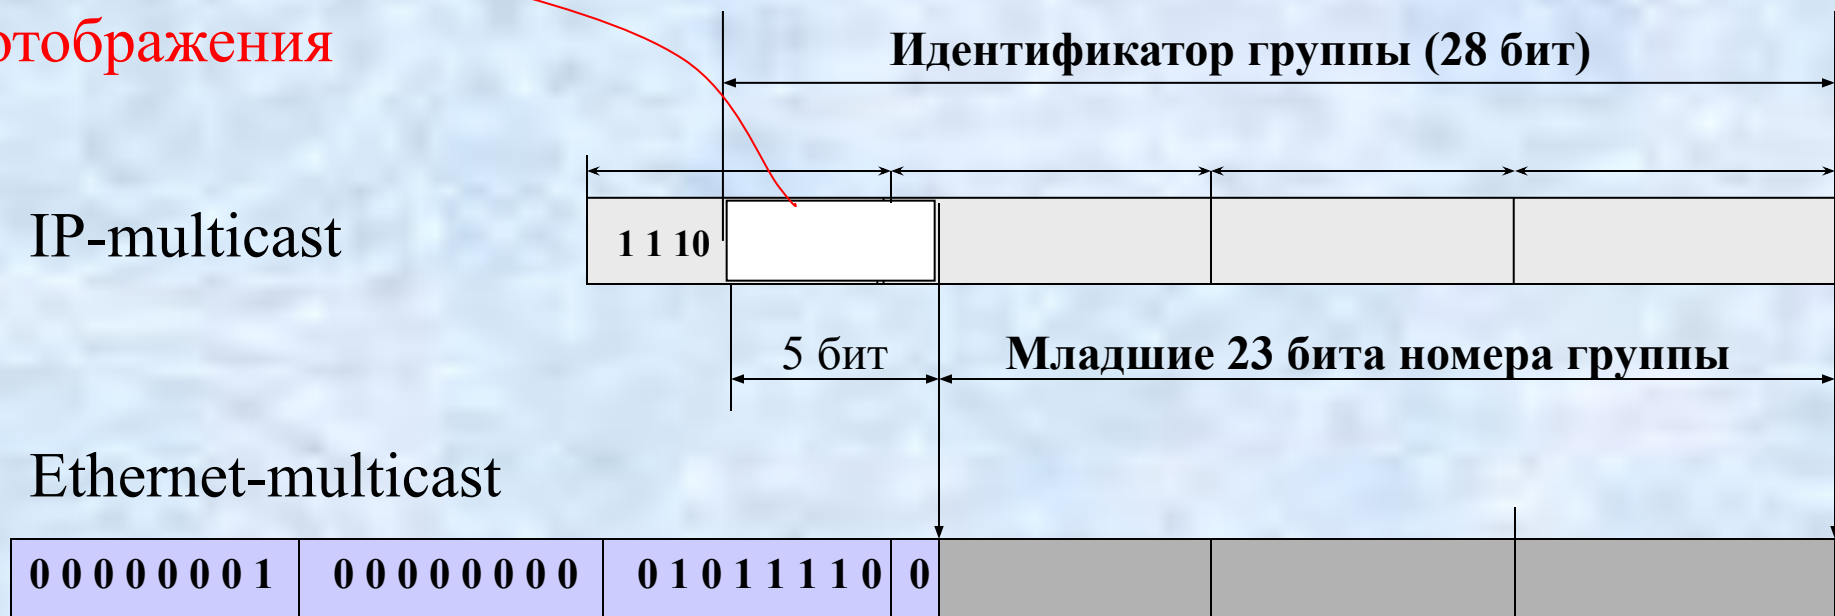 отображения
Идентификатор группы (28 бит)
IP-multicast
1 1 10
5 бит
Младшие 23 бита номера группы
Ethernet-multicast
0 0 0 0 0 0 0 1 0 0 0 0 0 0 0 0 0 1 0 1 1 1 1 0 0